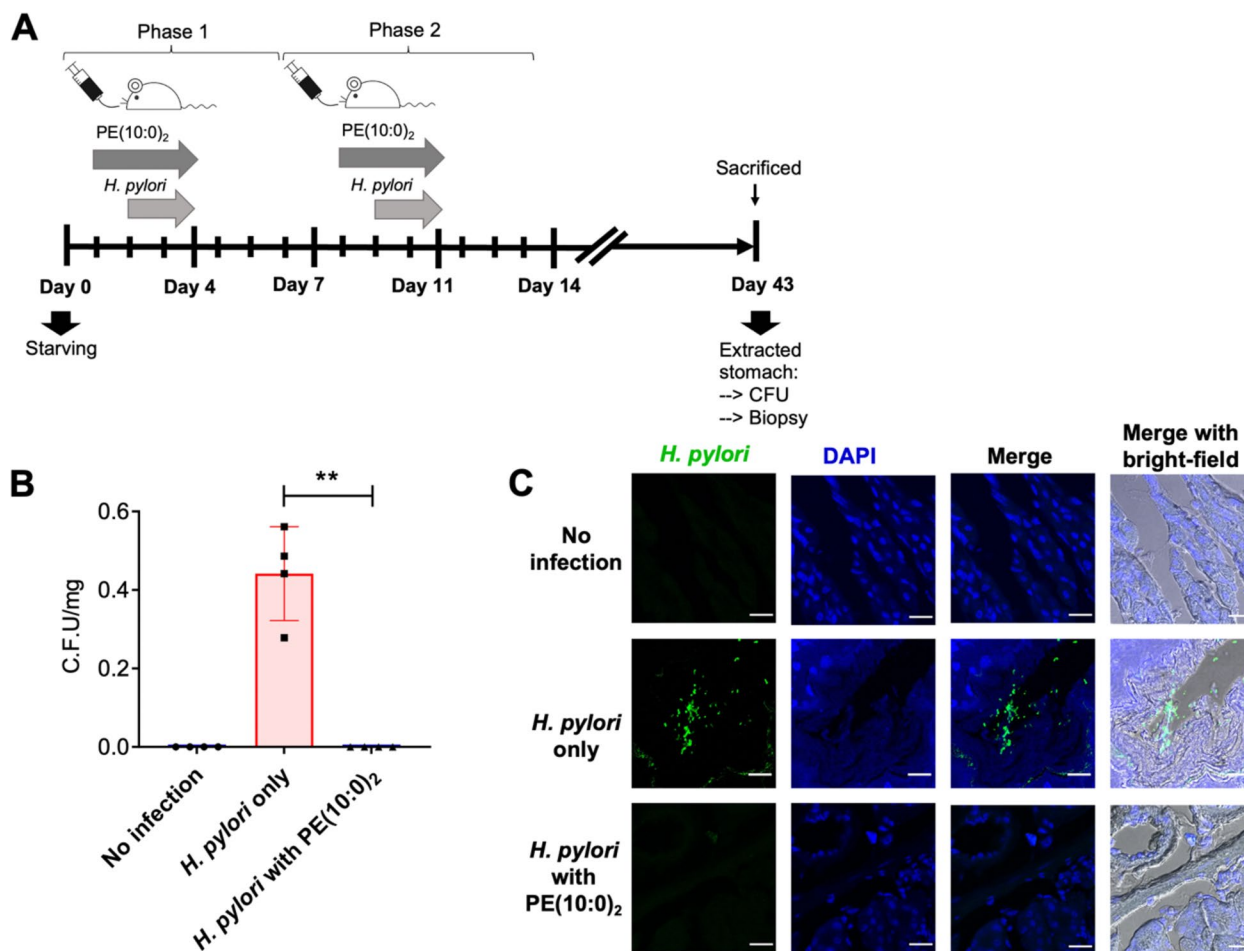 A
Phase 1
Phase 2
PE(10:0)₂
PE(10:0)₂
H. pylori
H. pylori
Sacrificed
Day 0
Day 4
Day 7
Day 11
Day 14
Day 43
Starving
Extracted
stomach:
--> CFU
--> Biopsy
B
**
C.F.U/mg
0.6
0.4
0.2
0.0
No infection
H. pylori only
H. pylori with PE(10:0)₂
C
H. pylori
DAPI
Merge
Merge with
bright-field
No
infection
H. pylori
only
H. pylori
with
PE(10:0)₂